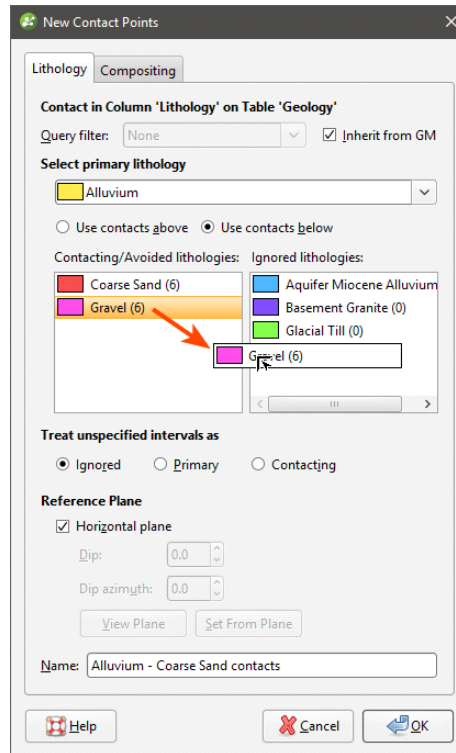 New Contact Points
Lithology Compositing
Contact in Column 'Lithology' on Table 'Geology'
Query filter: None Inherit from GM
Select primary lithology
Alluvium
Use contacts above Use contacts below
Contacting/Avoided lithologies: Ignored lithologies:
Coarse Sand (6) Aquifer Miocene Alluvium
Gravel (6) Basement Granite (0)
Glacial Till (0)
Gravel (6)
Treat unspecified intervals as
Ignored Primary Contacting
Reference Plane
Horizontal plane
Dip: 0.0
Dip azimuth: 0.0
View Plane Set From Plane
Name: Alluvium - Coarse Sand contacts
Help Cancel OK